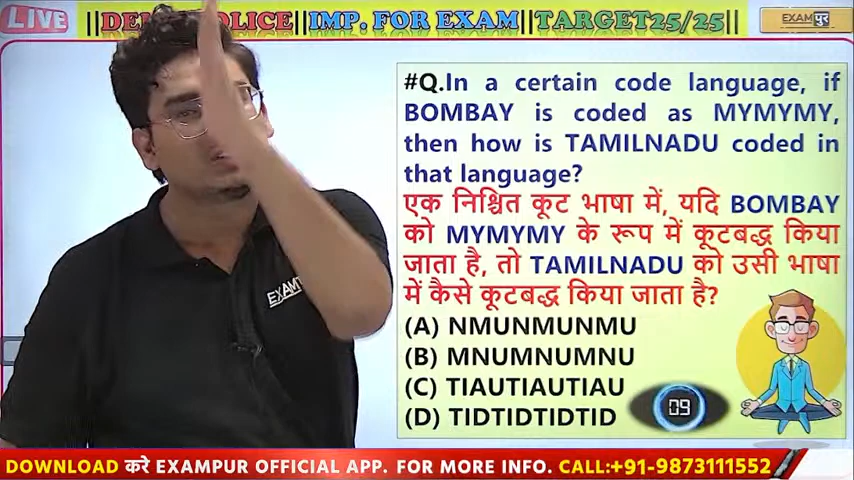 LIVE
||DELHI POLICE||IMP. FOR EXAM||TARGET25/25||
EXAMपुर
#Q.In a certain code language, if
BOMBAY is coded as MYMYMY,
then how is TAMILNADU coded in
that language?
एक निश्चित कूट भाषा में, यदि BOMBAY
को MYMYMY के रूप में कूटबद्ध किया
जाता है, तो TAMILNADU को उसी भाषा
में कैसे कूटबद्ध किया जाता है?
(A) NMUNMUNMU
(B) MNUMNUMNU
(C) TIAUTIAUTIAU
(D) TIDTIDTIDTID
09
DOWNLOAD करे EXAMPUR OFFICIAL APP. FOR MORE INFO. CALL:+91-9873111552